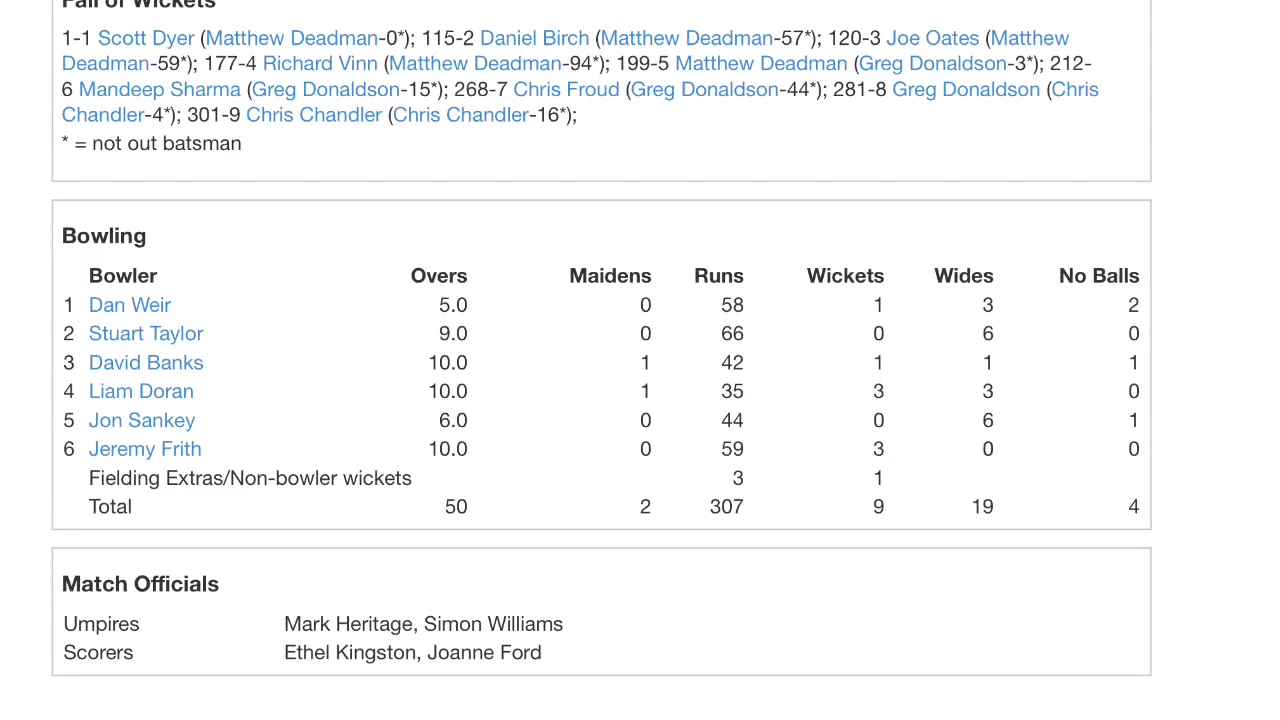 Fall of Wickets
1-1 Scott Dyer (Matthew Deadman-0*); 115-2 Daniel Birch (Matthew Deadman-57*); 120-3 Joe Oates (Matthew
Deadman-59*); 177-4 Richard Vinn (Matthew Deadman-94*); 199-5 Matthew Deadman (Greg Donaldson-3*); 212-
6 Mandeep Sharma (Greg Donaldson-15*); 268-7 Chris Froud (Greg Donaldson-44*); 281-8 Greg Donaldson (Chris
Chandler-4*); 301-9 Chris Chandler (Chris Chandler-16*);
* = not out batsman
Bowling
Bowler Overs Maidens Runs Wickets Wides No Balls
1 Dan Weir 5.0 0 58 1 3 2
2 Stuart Taylor 9.0 0 66 0 6 0
3 David Banks 10.0 1 42 1 1 1
4 Liam Doran 10.0 1 35 3 3 0
5 Jon Sankey 6.0 0 44 0 6 1
6 Jeremy Frith 10.0 0 59 3 0 0
Fielding Extras/Non-bowler wickets 3 1
Total 50 2 307 9 19 4
Match Officials
Umpires Mark Heritage, Simon Williams
Scorers Ethel Kingston, Joanne Ford